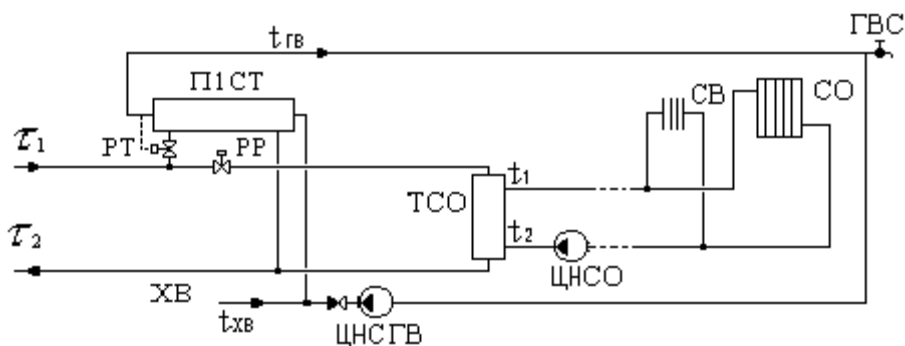 ГВС
tГВ
П1СТ
СВ
СО
τ1
РТ
РР
t1
ТСО
τ2
t2
ЦНСО
ХВ
tХВ
ЦНСГВ